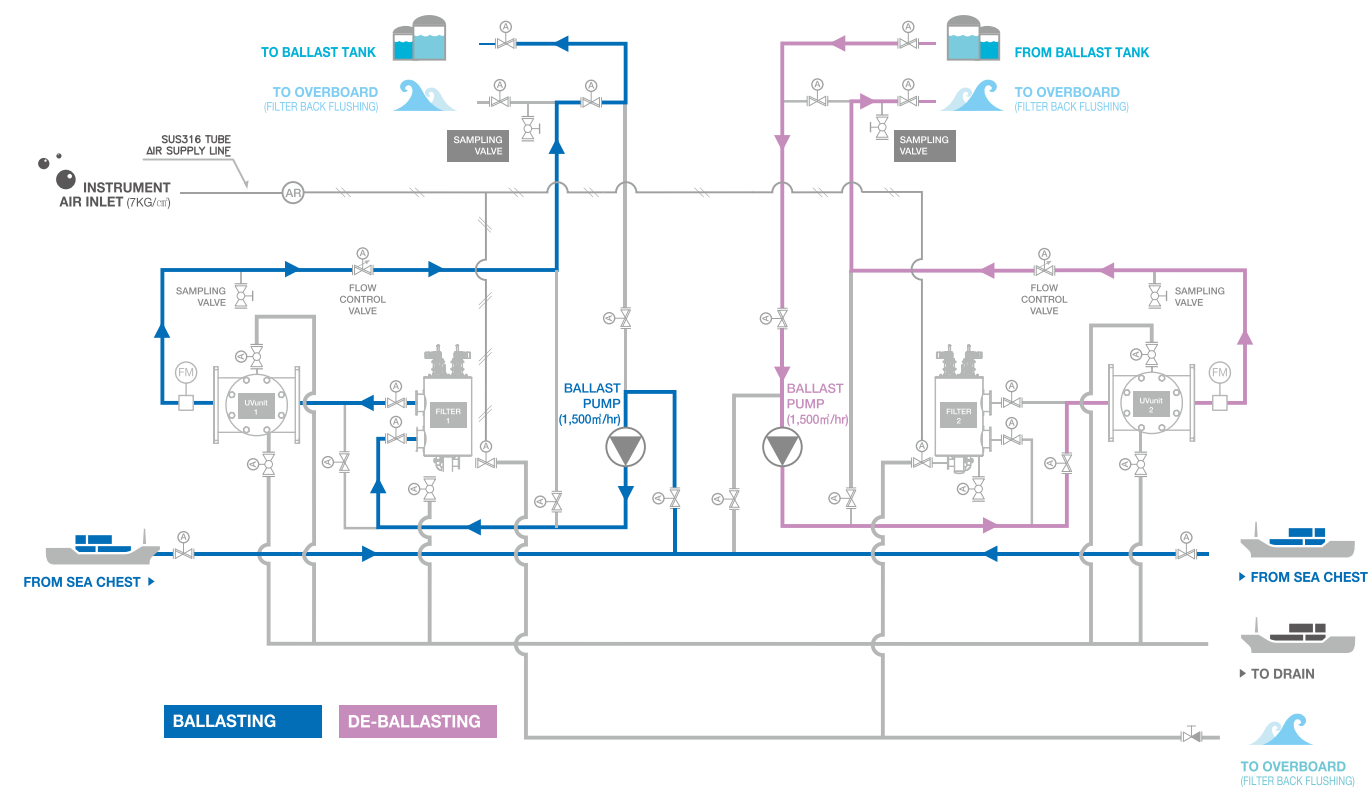 TO BALLAST TANK
FROM BALLAST TANK
TO OVERBOARD
(FILTER BACK FLUSHING)
TO OVERBOARD
(FILTER BACK FLUSHING)
A
A
A
A
A
A
SAMPLING
VALVE
SAMPLING
VALVE
SUS316 TUBE
AIR SUPPLY LINE
INSTRUMENT
AIR INLET (7KG/㎠)
AR
A
A
SAMPLING
VALVE
FLOW
CONTROL
VALVE
FLOW
CONTROL
VALVE
SAMPLING
VALVE
A
A
A
A
FM
FM
UVunit
1
FILTER
1
A
A
BALLAST
PUMP
(1,500㎥/hr)
BALLAST
PUMP
(1,500㎥/hr)
FILTER
2
A
A
UVunit
2
A
A
A
A
A
A
A
A
A
A
A
A
A
A
FROM SEA CHEST
FROM SEA CHEST
TO DRAIN
BALLASTING
DE-BALLASTING
TO OVERBOARD
(FILTER BACK FLUSHING)